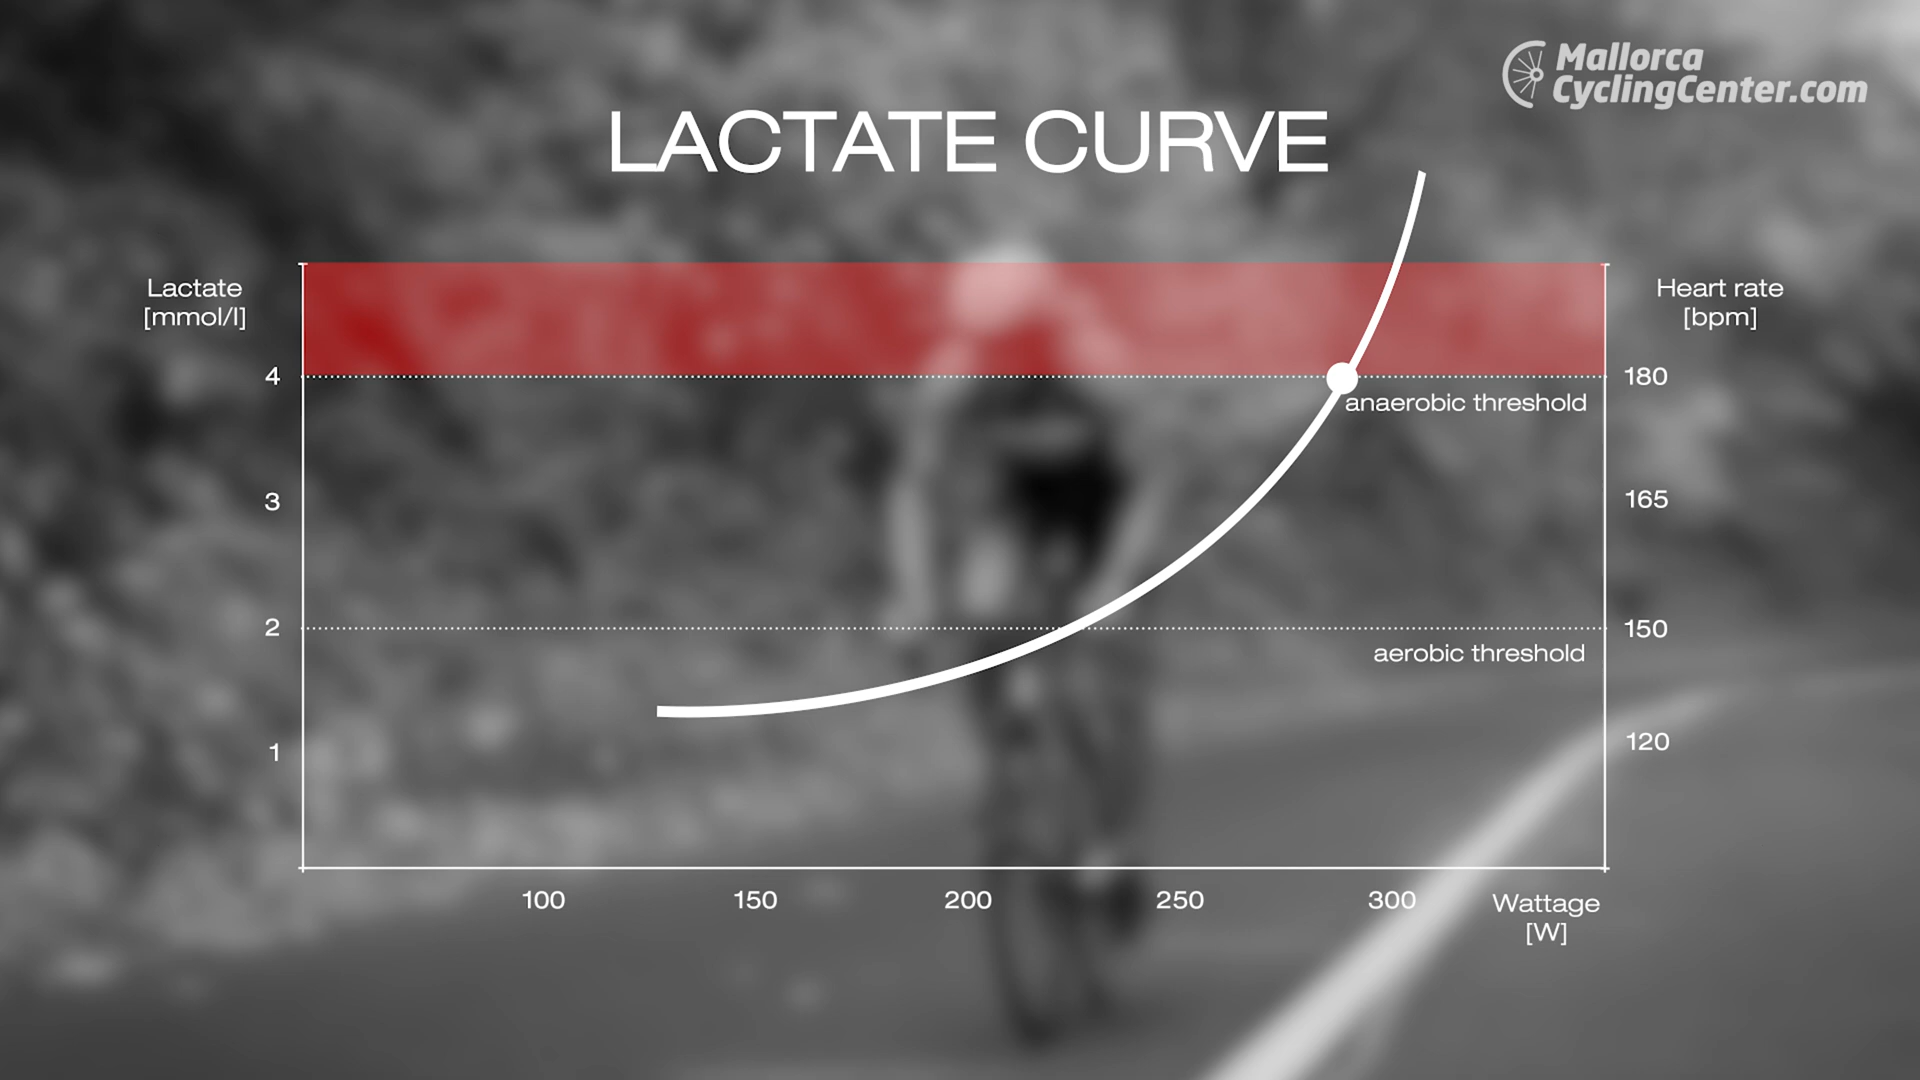 Mallorca
CyclingCenter.com
LACTATE CURVE
Lactate
[mmol/l]
Heart rate
[bpm]
4
180
anaerobic threshold
3
165
2
150
aerobic threshold
1
120
100
150
200
250
300
Wattage
[W]